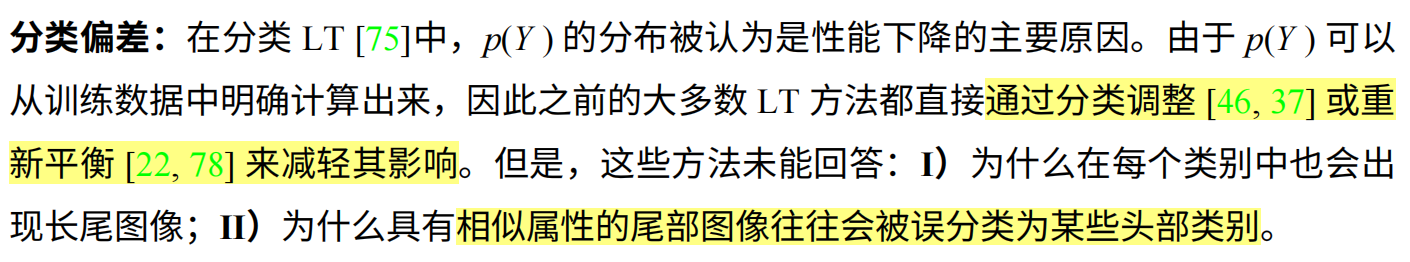 分类偏差：在分类 LT [75]中，p(Y ) 的分布被认为是性能下降的主要原因。由于 p(Y ) 可以
从训练数据中明确计算出来，因此之前的大多数 LT 方法都直接通过分类调整 [46, 37] 或重
新平衡 [22, 78] 来减轻其影响。但是，这些方法未能回答：I）为什么在每个类别中也会出
现长尾图像；II）为什么具有相似属性的尾部图像往往会被误分类为某些头部类别。